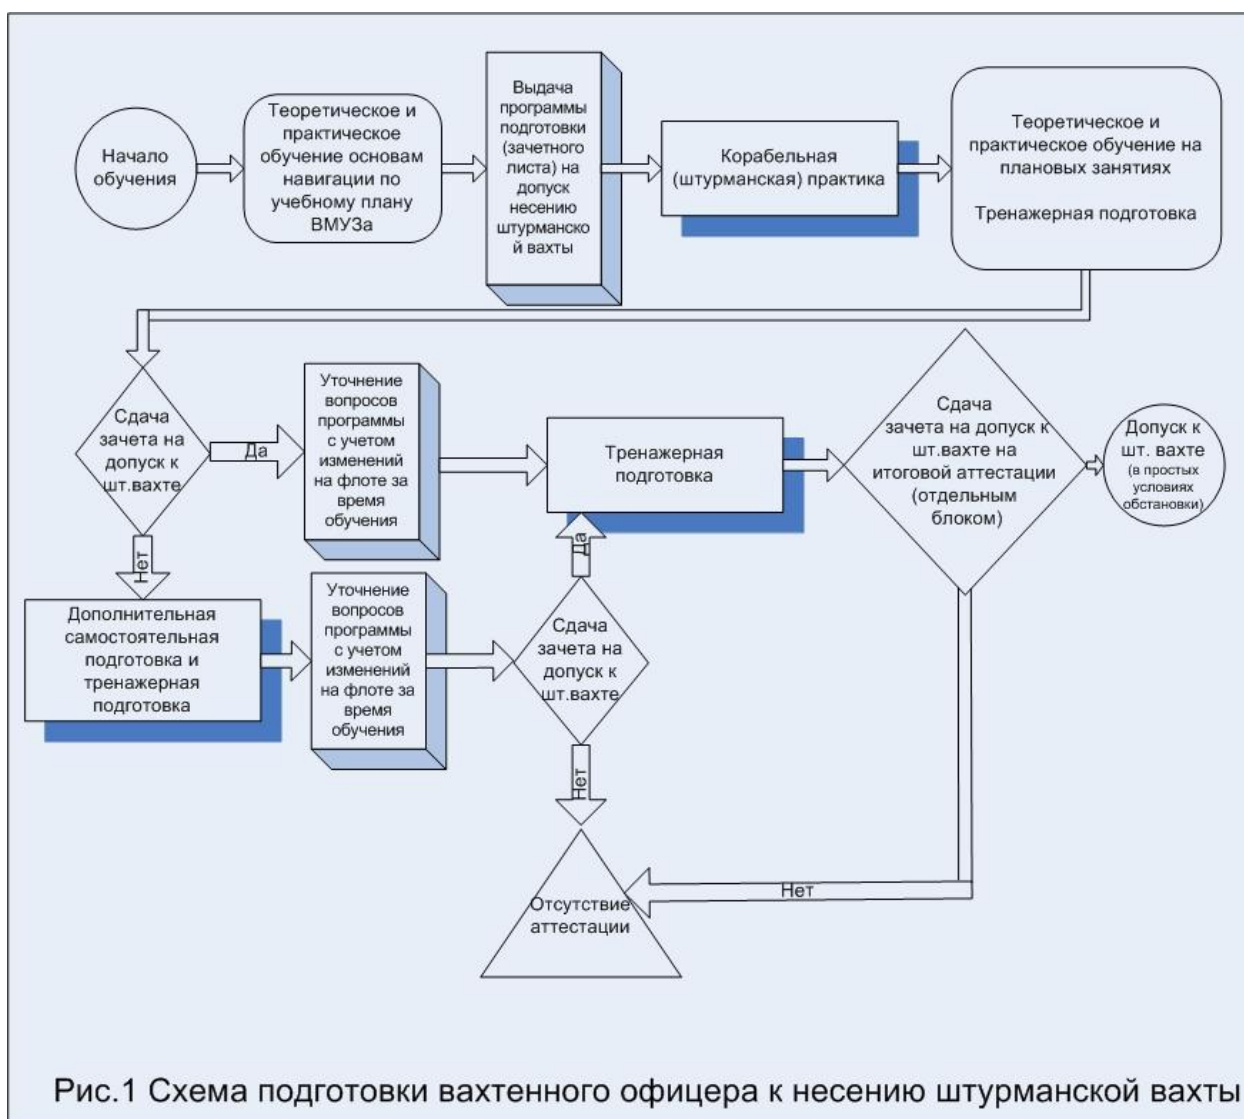 Начало
обучения
Теоретическое и
практическое
обучение основам
навигации по
учебному плану
ВМУЗа
Выдача
программы
подготовки
(зачетного
листа) на
допуск
несению
штурманско
й вахты
Корабельная
(штурманская) практика
Теоретическое и
практическое обучение на
плановых занятиях
Тренажерная подготовка
Сдача
зачета на
допуск к
шт.вахте
Да
Уточнение
вопросов
программы
с учетом
изменений
на флоте за
время
обучения
Тренажерная
подготовка
Сдача
зачета на допуск к
шт.вахте на
итоговой аттестации
(отдельным
блоком)
Допуск к
шт. вахте
(в простых
условиях
обстановки)
Нет
Дополнительная
самостоятельная
подготовка и
тренажерная
подготовка
Уточнение
вопросов
программы
с учетом
изменений
на флоте за
время
обучения
Да
Сдача
зачета на
допуск к
шт.вахте
Нет
Нет
Отсутствие
аттестации
Рис.1 Схема подготовки вахтенного офицера к несению штурманской вахты